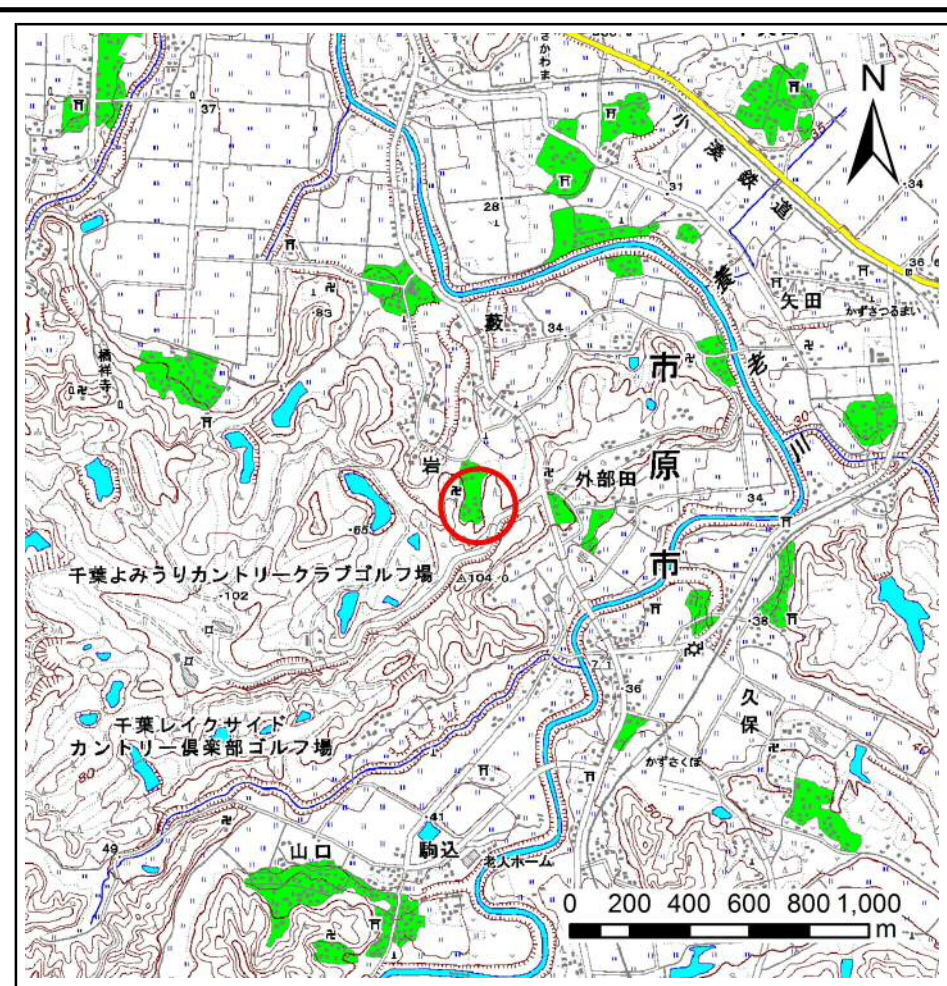 37
N
小湊鉄道
31
34
28
36.6
矢田
かずさつるまい
83
藪
34
養老川
橘祥寺
市原市
岩
外部田
34
65
千葉よみうりカントリークラブゴルフ場
104.0
102
38
久保
36
千葉レイクサイド
カントリー倶楽部ゴルフ場
かずさくぼ
80
50
41
49
山口
駒込
老人ホーム
0 200 400 600 800 1,000
m